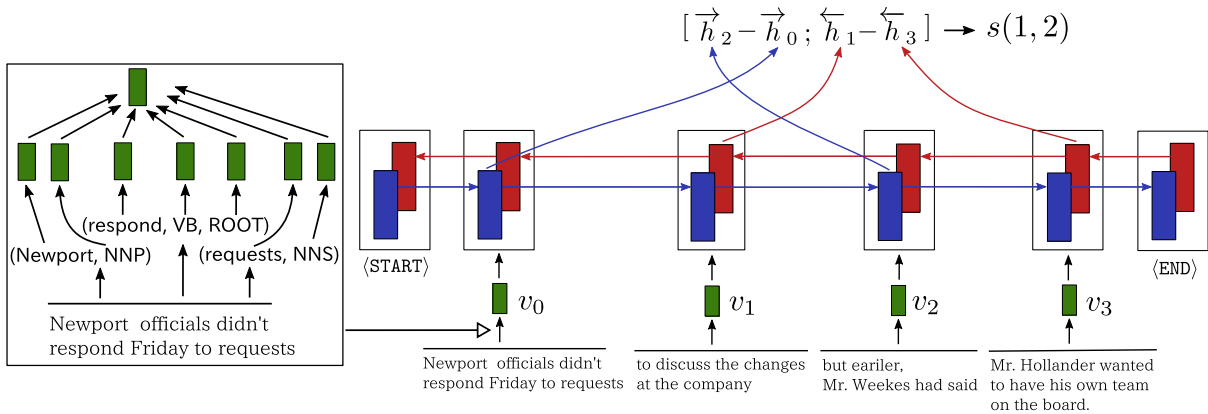 [ h⃗₂ − h⃗₀ ; h⃖₁ − h⃖₃ ] → s(1, 2)
(respond, VB, ROOT)
(Newport, NNP)
(requests, NNS)
Newport officials didn't
respond Friday to requests
⟨START⟩
⟨END⟩
v₀
v₁
v₂
v₃
Newport officials didn't
respond Friday to requests
to discuss the changes
at the company
but eariler,
Mr. Weekes had said
Mr. Hollander wanted
to have his own team
on the board.